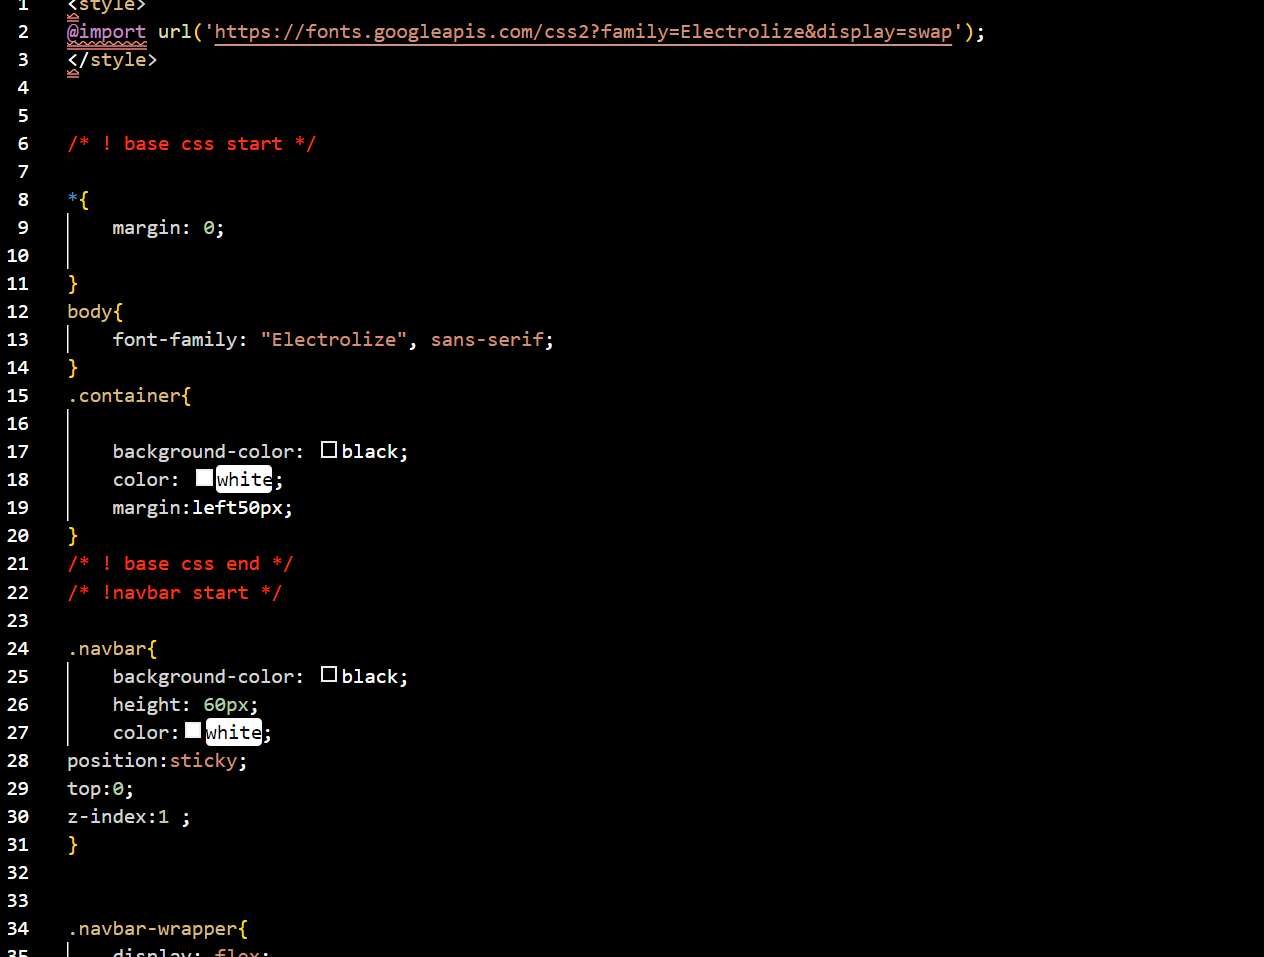 1 <style>
2 @import url('https://fonts.googleapis.com/css2?family=Electrolize&display=swap');
3 </style>
4
5
6 /* ! base css start */
7
8 *{
9 margin: 0;
10
11 }
12 body{
13 font-family: "Electrolize", sans-serif;
14 }
15 .container{
16
17 background-color: black;
18 color: white;
19 margin:left50px;
20 }
21 /* ! base css end */
22 /* !navbar start */
23
24 .navbar{
25 background-color: black;
26 height: 60px;
27 color: white;
28 position:sticky;
29 top:0;
30 z-index:1 ;
31 }
32
33
34 .navbar-wrapper{
35 display: flex;